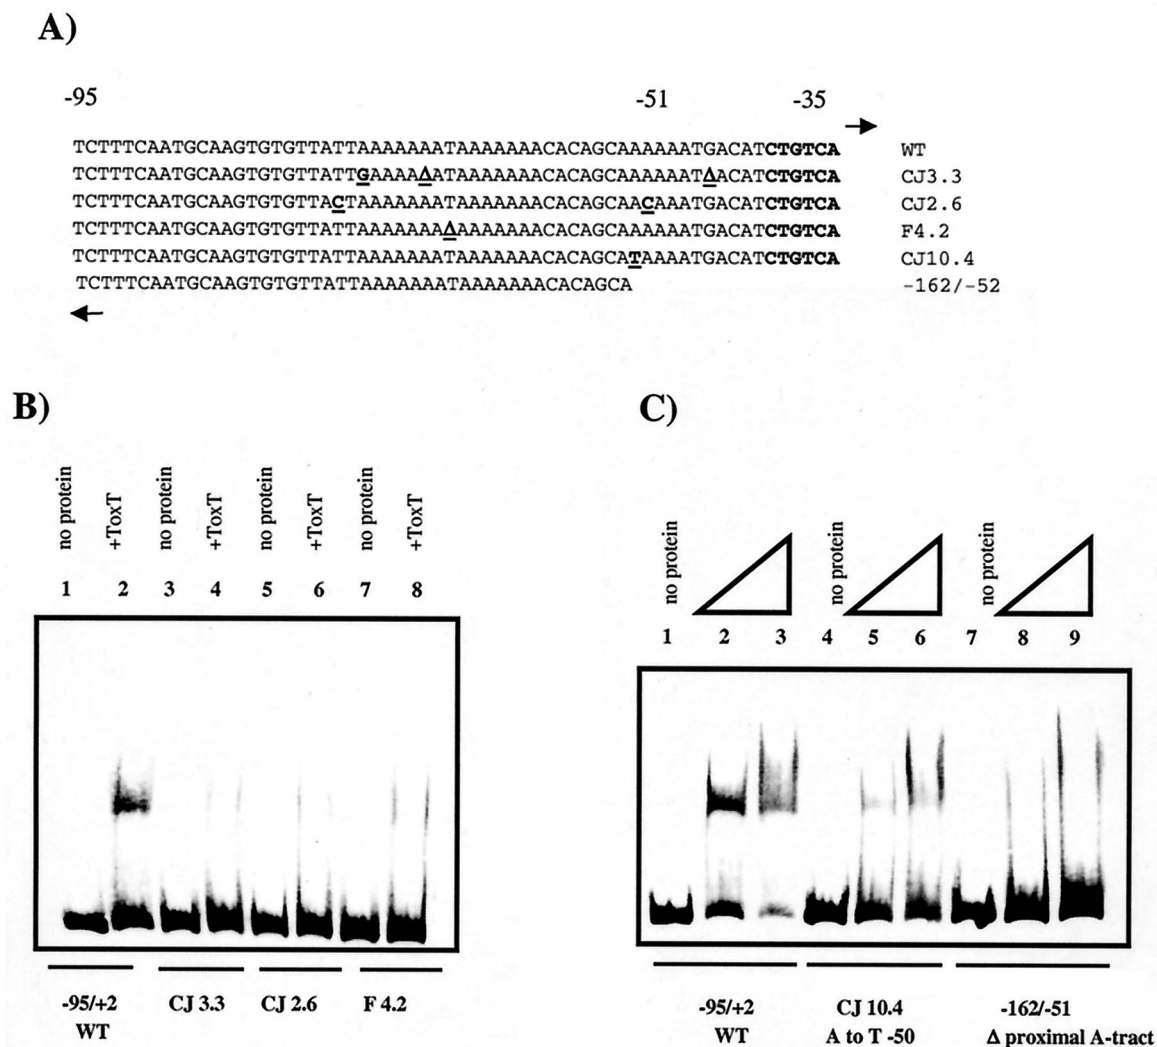 A)
-95 -51 -35
TCTTTCAATGCAAGTGTGTTATTAAAAAAATAAAAAAACACAGCAAAAAATGACATCTGTCA WT
TCTTTCAATGCAAGTGTGTTATTGAAAAΔATAAAAAAACACAGCAAAAAATΔACATCTGTCA CJ3.3
TCTTTCAATGCAAGTGTGTTACTAAAAAAATAAAAAAACACAGCAACAAATGACATCTGTCA CJ2.6
TCTTTCAATGCAAGTGTGTTATTAAAAAAAΔAAAAAAACACAGCAAAAAATGACATCTGTCA F4.2
TCTTTCAATGCAAGTGTGTTATTAAAAAAATAAAAAAACACAGCATAAAATGACATCTGTCA CJ10.4
TCTTTCAATGCAAGTGTGTTATTAAAAAAATAAAAAAACACAGCA -162/-52
B)
no protein +ToxT no protein +ToxT no protein +ToxT no protein +ToxT
1 2 3 4 5 6 7 8
-95/+2 CJ 3.3 CJ 2.6 F 4.2
WT
C)
no protein no protein no protein
1 2 3 4 5 6 7 8 9
-95/+2 CJ 10.4 -162/-51
WT A to T -50 Δ proximal A-tract